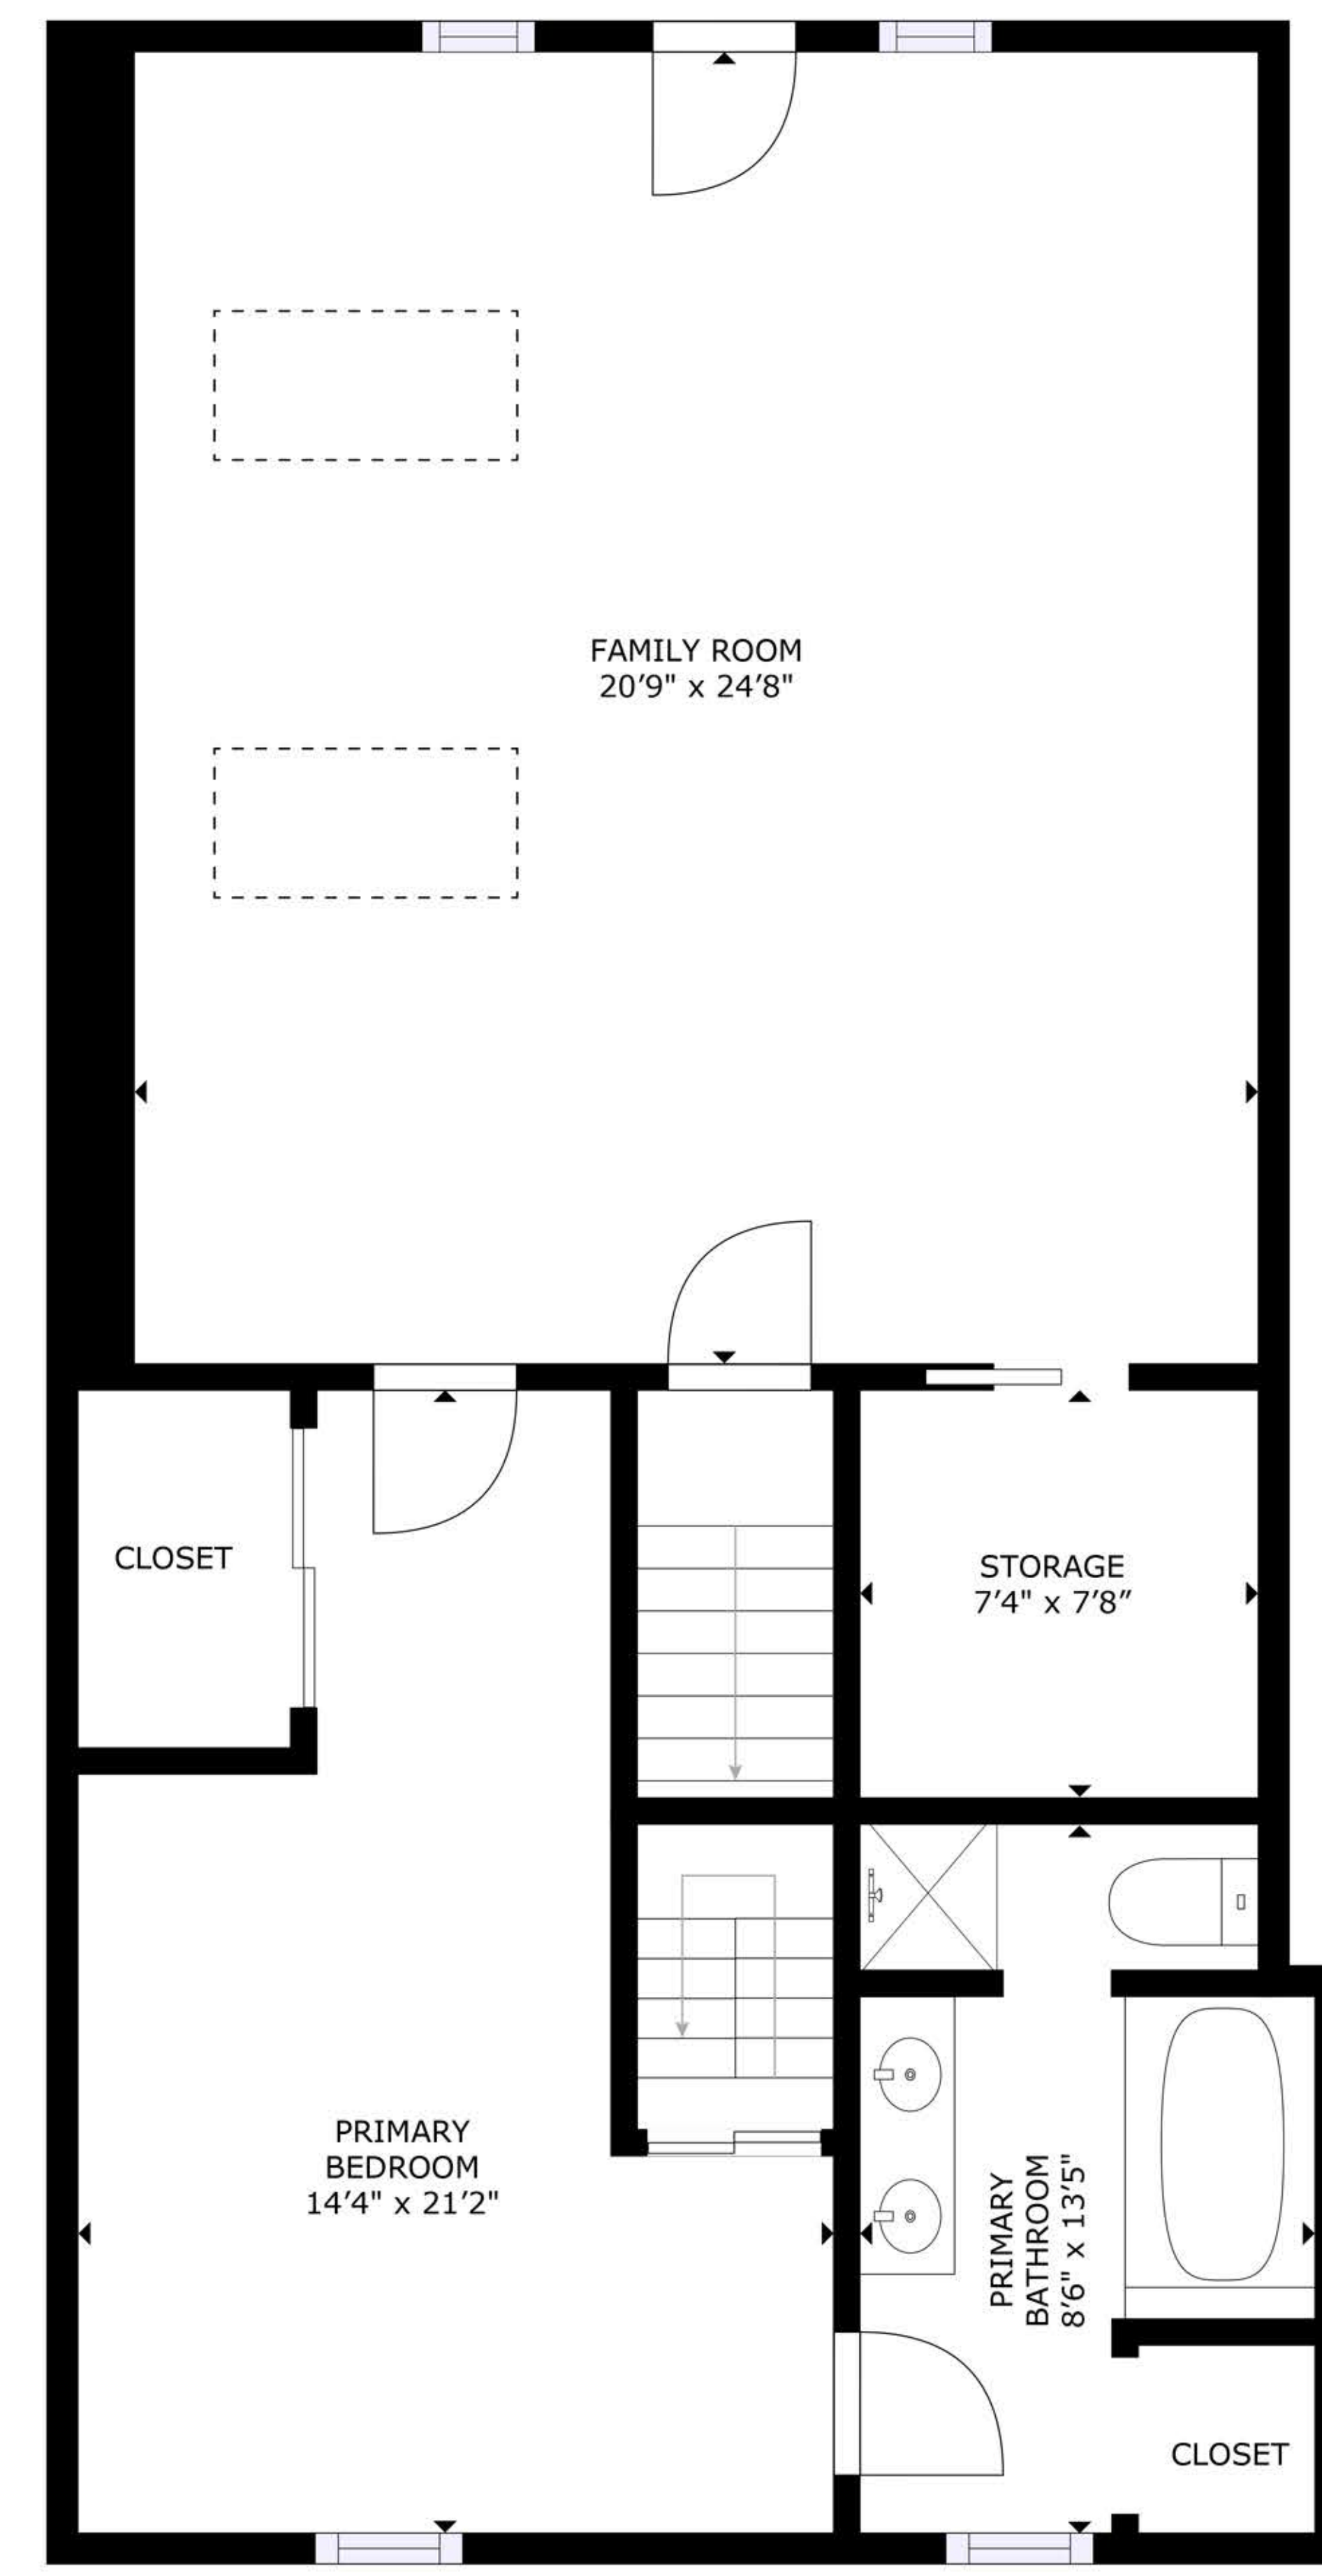 FAMILY ROOM
20'9" x 24'8"
CLOSET
STORAGE
7'4" x 7'8"
PRIMARY
BEDROOM
14'4" x 21'2"
PRIMARY
BATHROOM
8'6" x 13'5"
CLOSET